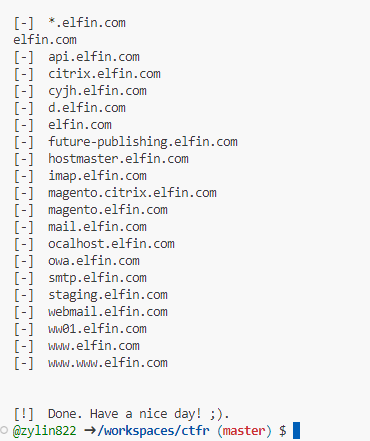 [-] *.elfin.com
elfin.com
[-] api.elfin.com
[-] citrix.elfin.com
[-] cyjh.elfin.com
[-] d.elfin.com
[-] elfin.com
[-] future-publishing.elfin.com
[-] hostmaster.elfin.com
[-] imap.elfin.com
[-] magento.citrix.elfin.com
[-] magento.elfin.com
[-] mail.elfin.com
[-] ocalhost.elfin.com
[-] owa.elfin.com
[-] smtp.elfin.com
[-] staging.elfin.com
[-] webmail.elfin.com
[-] ww01.elfin.com
[-] www.elfin.com
[-] www.www.elfin.com
[!] Done. Have a nice day! ;).
@zylin822 ➜/workspaces/ctfr (master) $